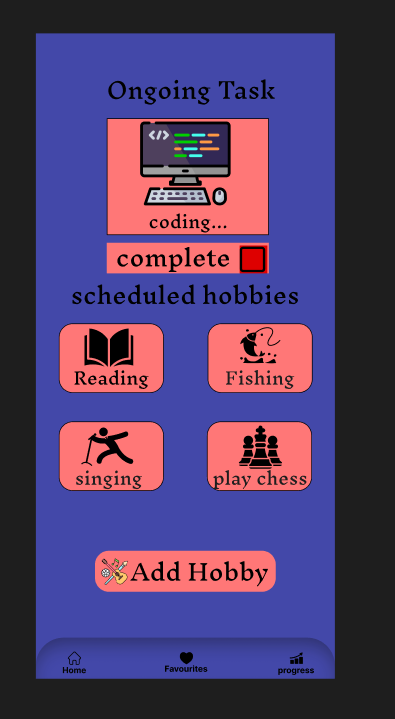 Ongoing Task
</>
coding...
complete
scheduled hobbies
Reading
Fishing
singing
play chess
Add Hobby
Home
Favourites
progress